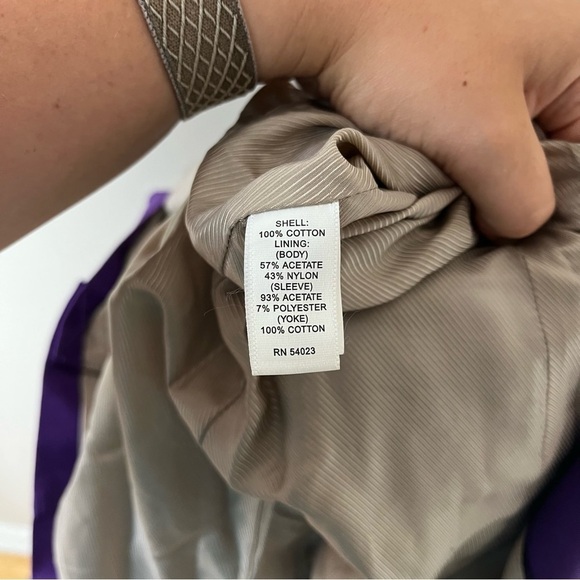 SHELL:
100% COTTON
LINING:
(BODY)
57% ACETATE
43% NYLON
(SLEEVE)
93% ACETATE
7% POLYESTER
(YOKE)
100% COTTON
RN 54023